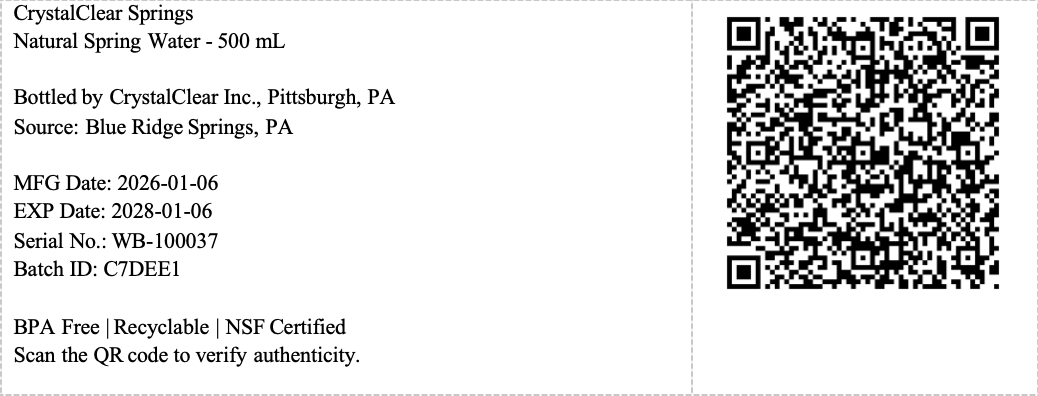 CrystalClear Springs
Natural Spring Water - 500 mL
Bottled by CrystalClear Inc., Pittsburgh, PA
Source: Blue Ridge Springs, PA
MFG Date: 2026-01-06
EXP Date: 2028-01-06
Serial No.: WB-100037
Batch ID: C7DEE1
BPA Free | Recyclable | NSF Certified
Scan the QR code to verify authenticity.